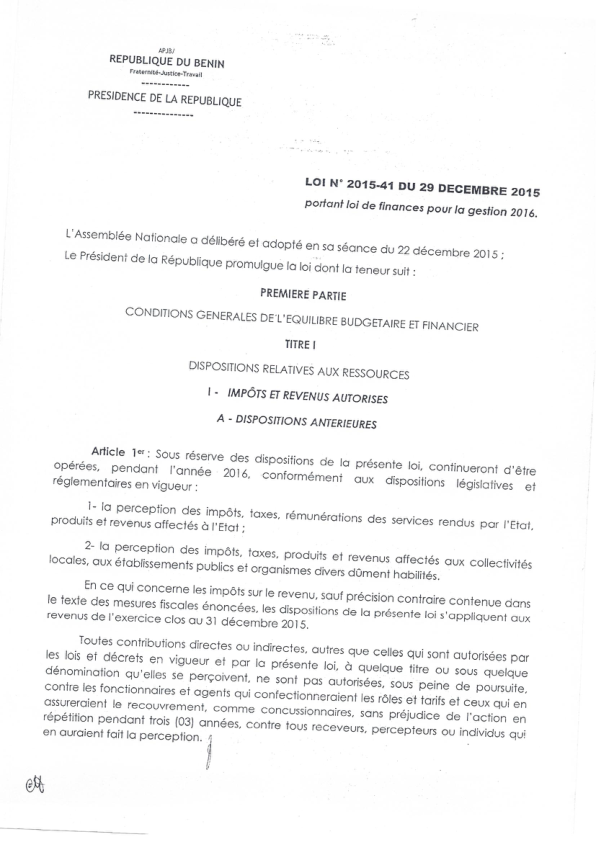 APJBJ
REPUBLIQUE DU BENIN
Fraternité-Justice-Travail
------------
PRESIDENCE DE LA REPUBLIQUE
---------------
LOI N° 2015-41 DU 29 DECEMBRE 2015
portant loi de finances pour la gestion 2016.
L'Assemblée Nationale a délibéré et adopté en sa séance du 22 décembre 2015 ;
Le Président de la République promulgue la loi dont la teneur suit :
PREMIERE PARTIE
CONDITIONS GENERALES DE L'EQUILIBRE BUDGETAIRE ET FINANCIER
TITRE I
DISPOSITIONS RELATIVES AUX RESSOURCES
I - IMPÔTS ET REVENUS AUTORISES
A - DISPOSITIONS ANTERIEURES
Article 1er : Sous réserve des dispositions de la présente loi, continueront d'être
opérées, pendant l'année 2016, conformément aux dispositions législatives et
réglementaires en vigueur :
1- la perception des impôts, taxes, rémunérations des services rendus par l'Etat,
produits et revenus affectés à l'Etat ;
2- la perception des impôts, taxes, produits et revenus affectés aux collectivités
locales, aux établissements publics et organismes divers dûment habilités.
En ce qui concerne les impôts sur le revenu, sauf précision contraire contenue dans
le texte des mesures fiscales énoncées, les dispositions de la présente loi s'appliquent aux
revenus de l'exercice clos au 31 décembre 2015.
Toutes contributions directes ou indirectes, autres que celles qui sont autorisées par
les lois et décrets en vigueur et par la présente loi, à quelque titre ou sous quelque
dénomination qu'elles se perçoivent, ne sont pas autorisées, sous peine de poursuite,
contre les fonctionnaires et agents qui confectionneraient les rôles et tarifs et ceux qui en
assureraient le recouvrement, comme concussionnaires, sans préjudice de l'action en
répétition pendant trois (03) années, contre tous receveurs, percepteurs ou individus qui
en auraient fait la perception.